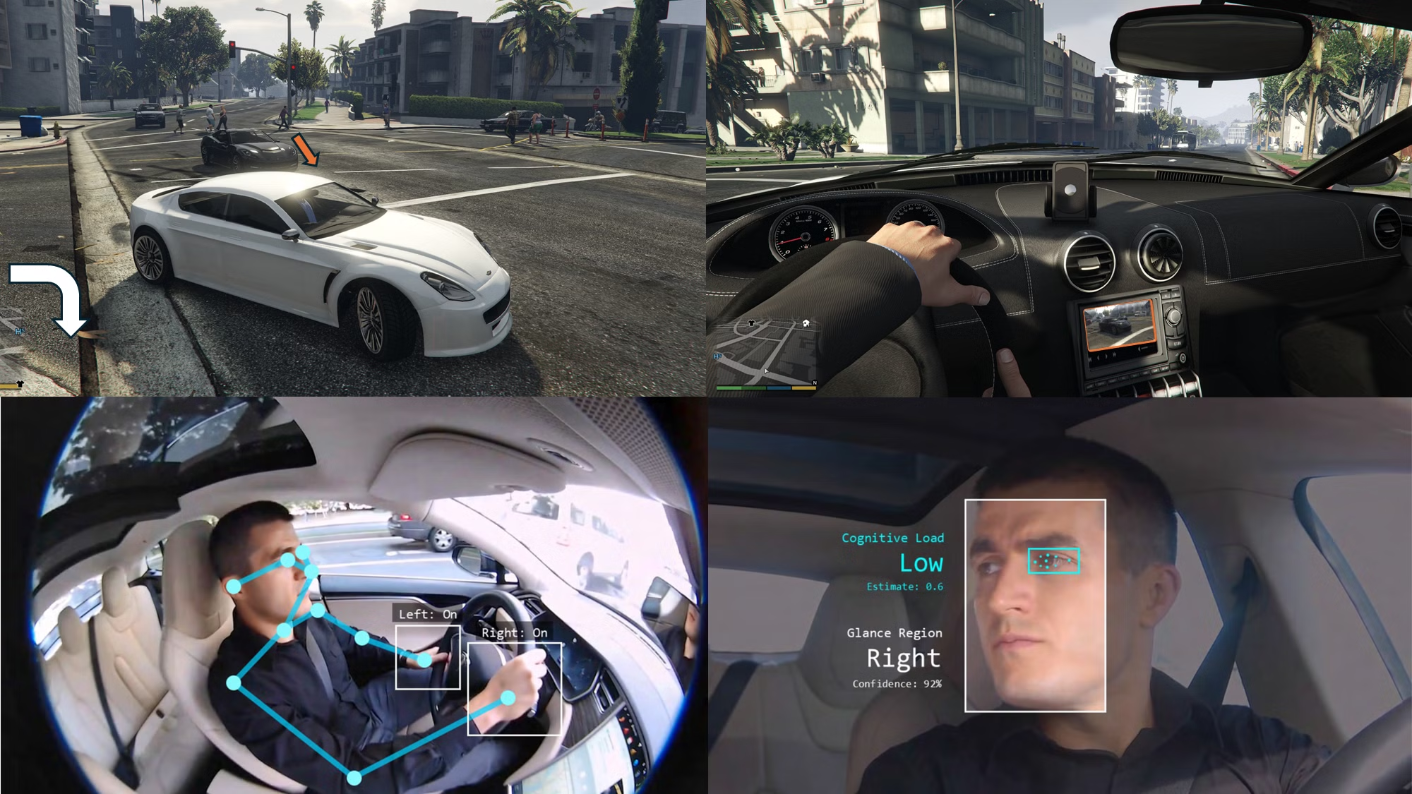 Left: On
Right: On
Cognitive Load
Low
Estimate: 0.6
Glance Region
Right
Confidence: 92%